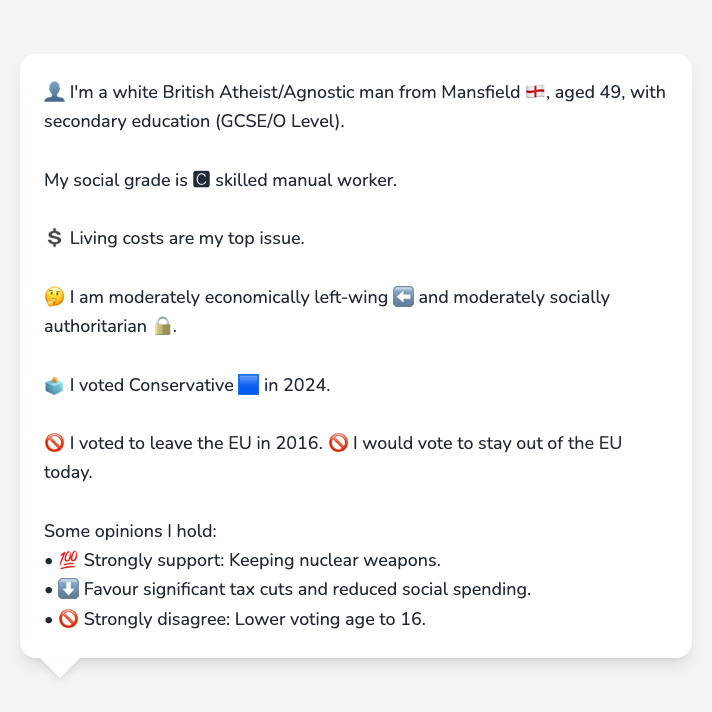 👤 I'm a white British Atheist/Agnostic man from Mansfield 🏴󠁧󠁢󠁥󠁮󠁧󠁿, aged 49, with
secondary education (GCSE/O Level).
My social grade is 🅲 skilled manual worker.
💲 Living costs are my top issue.
🤔 I am moderately economically left-wing ⬅️ and moderately socially
authoritarian 🔒.
🗳️ I voted Conservative 🟦 in 2024.
🚫 I voted to leave the EU in 2016. 🚫 I would vote to stay out of the EU
today.
Some opinions I hold:
• 💯 Strongly support: Keeping nuclear weapons.
• ⬇️ Favour significant tax cuts and reduced social spending.
• 🚫 Strongly disagree: Lower voting age to 16.